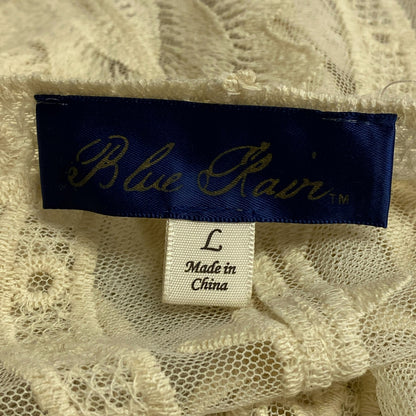 Blue Rain™
L
Made in
China